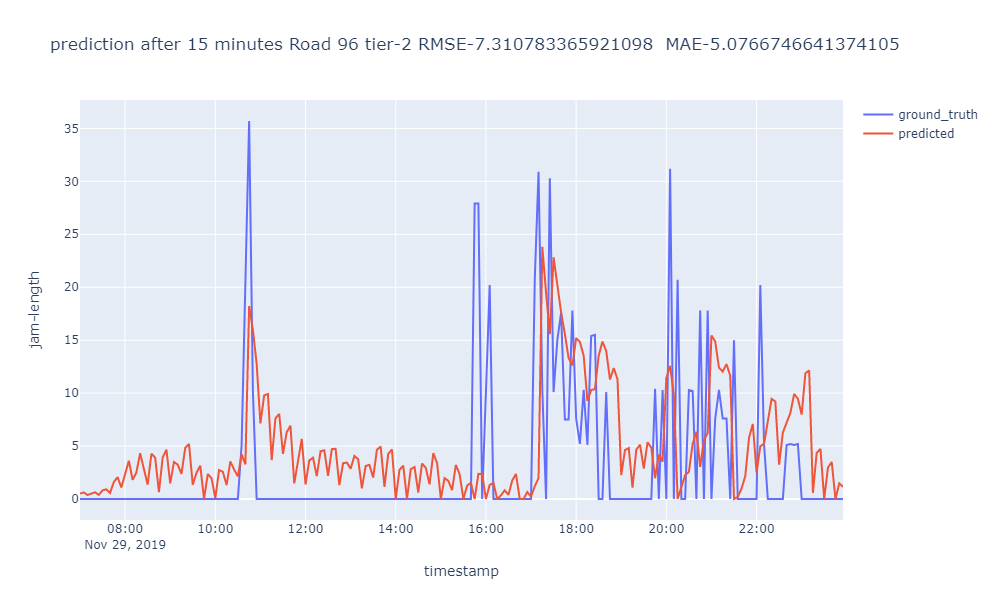 prediction after 15 minutes Road 96 tier-2 RMSE-7.310783365921098  MAE-5.0766746641374105
ground_truth
predicted
35
30
25
20
15
10
5
0
jam-length
08:00 10:00 12:00 14:00 16:00 18:00 20:00 22:00
Nov 29, 2019
timestamp